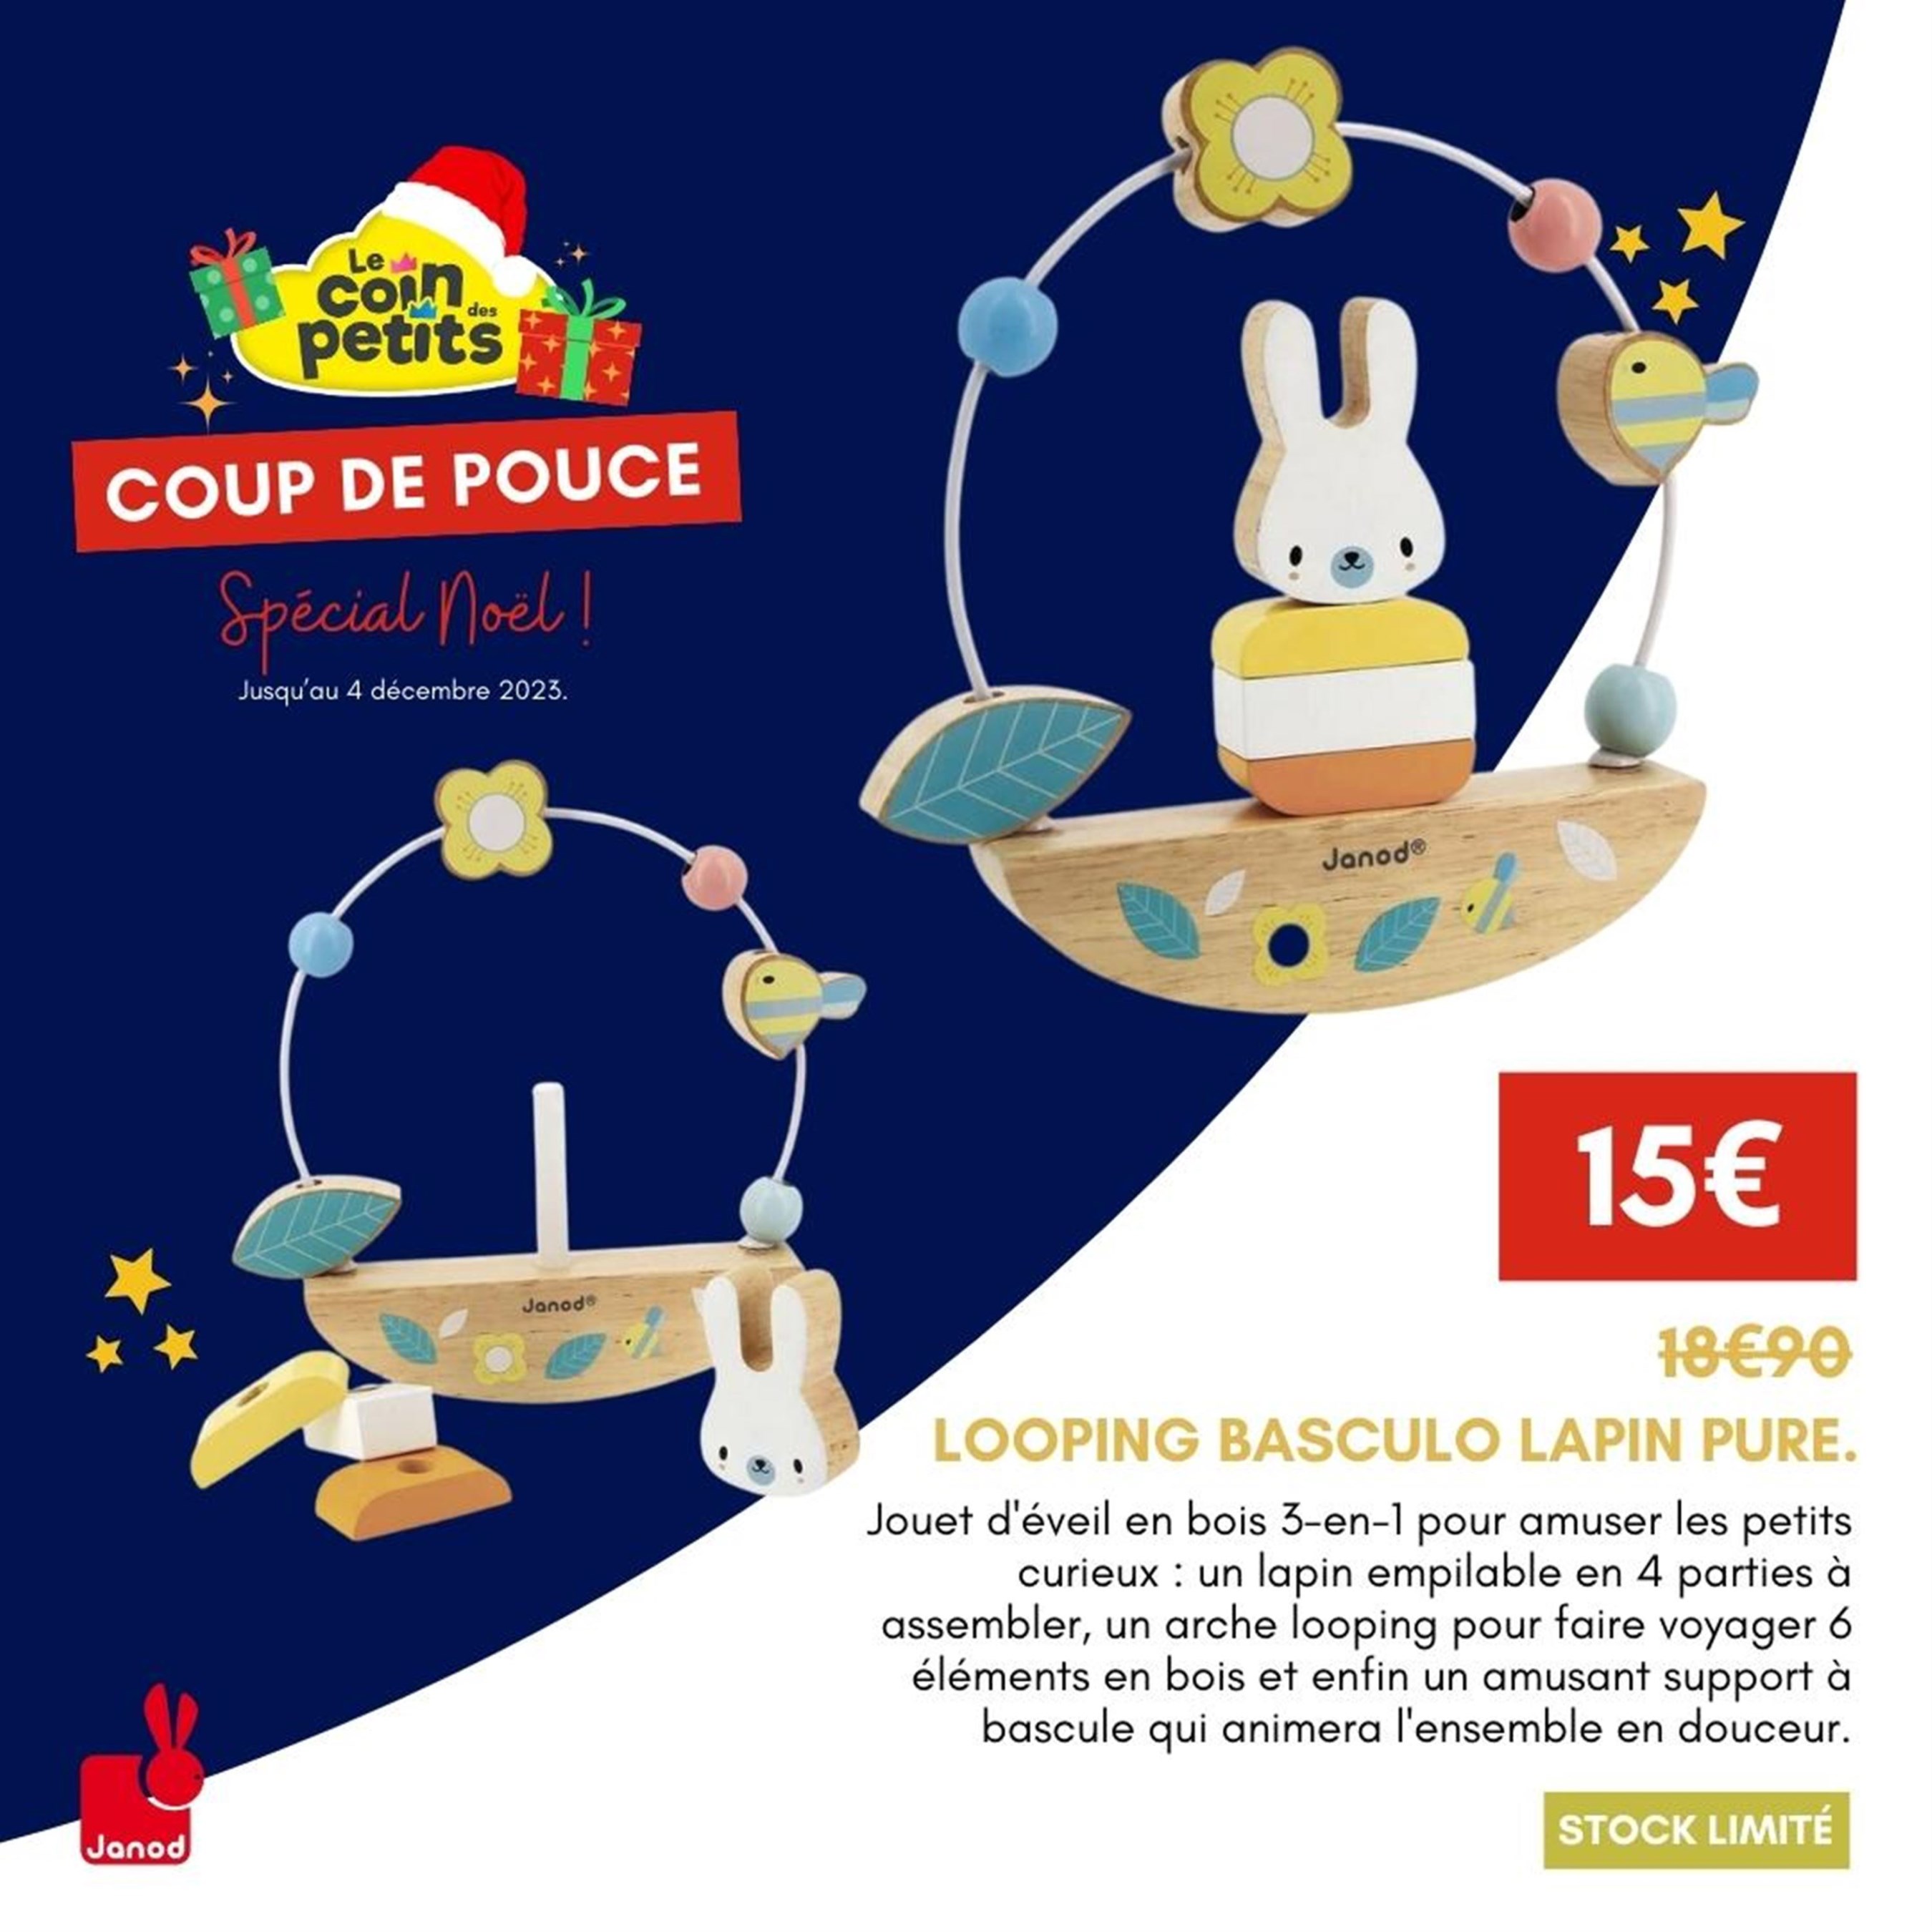 Le
coin
des
petits
COUP DE POUCE
Spécial Noël !
Jusqu'au 4 décembre 2023.
Janod®
Janod®
15€
18€90
LOOPING BASCULO LAPIN PURE.
Jouet d'éveil en bois 3-en-1 pour amuser les petits
curieux : un lapin empilable en 4 parties à
assembler, un arche looping pour faire voyager 6
éléments en bois et enfin un amusant support à
bascule qui animera l'ensemble en douceur.
STOCK LIMITÉ
Janod